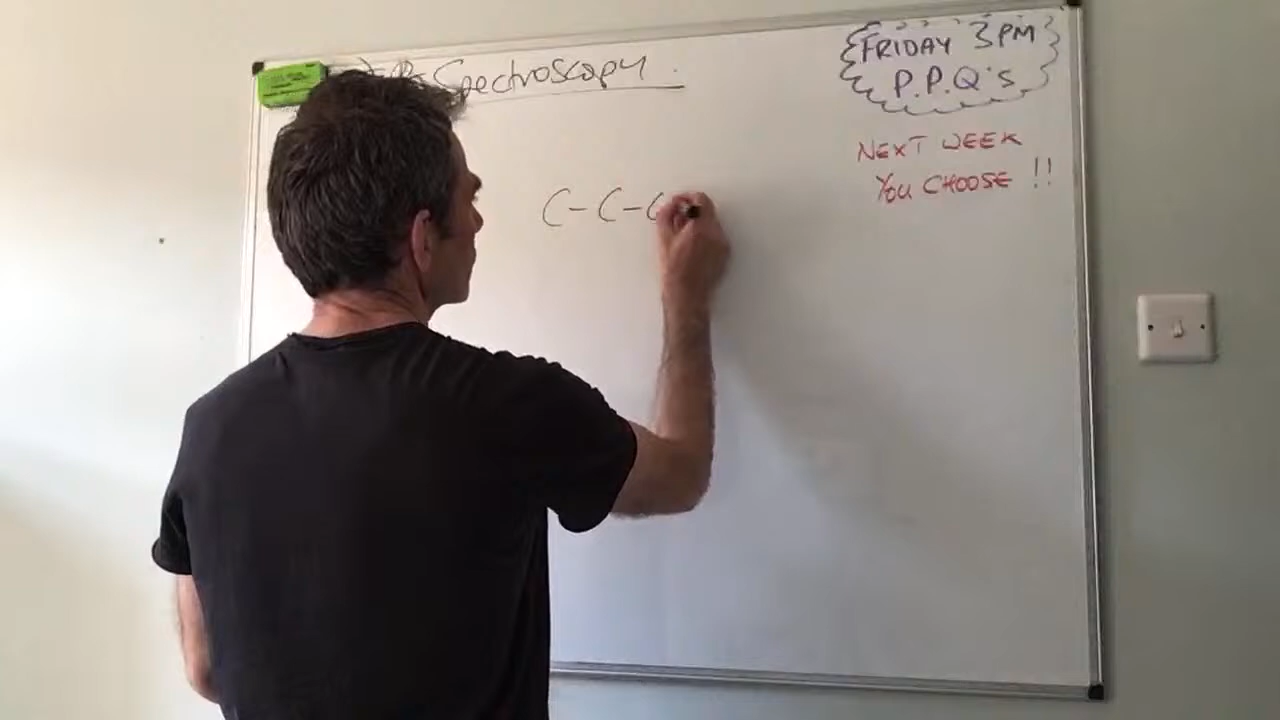 Spectroscopy.
FRIDAY 3PM
P.P.Q's
NEXT WEEK
YOU CHOOSE !!
C-C-C